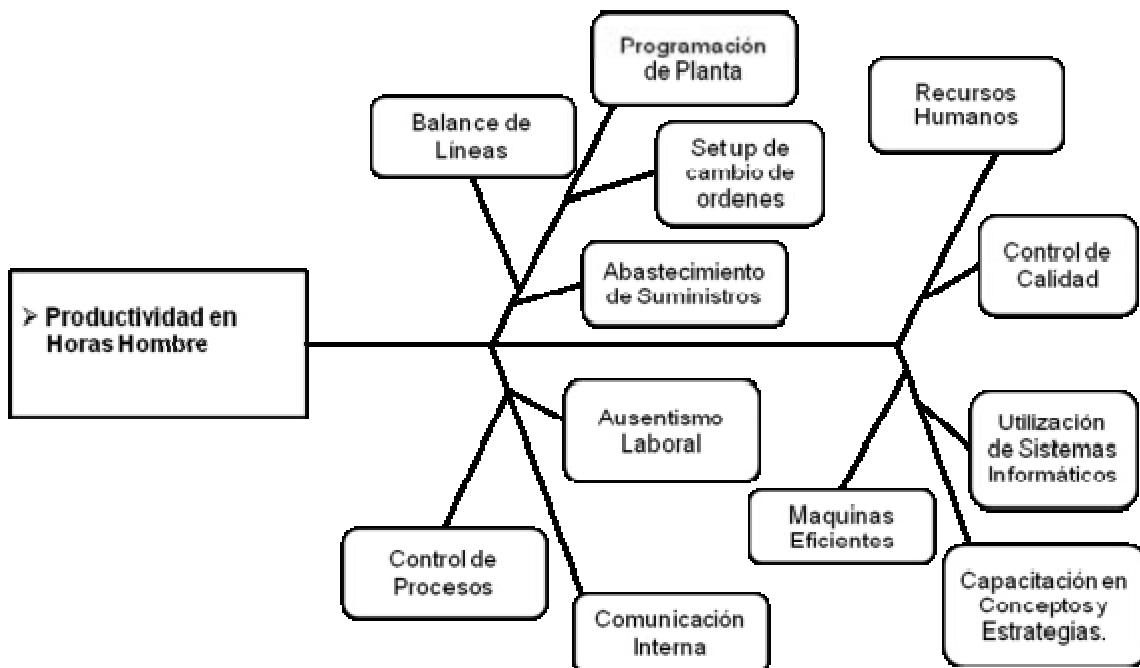 Programación
de Planta
Recursos
Humanos
Balance de
Líneas
Set up de
cambio de
ordenes
Control de
Calidad
Abastecimiento
de Suministros
➢ Productividad en
Horas Hombre
Ausentismo
Laboral
Utilización
de Sistemas
Informáticos
Maquinas
Eficientes
Control de
Procesos
Capacitación en
Conceptos y
Estrategias.
Comunicación
Interna